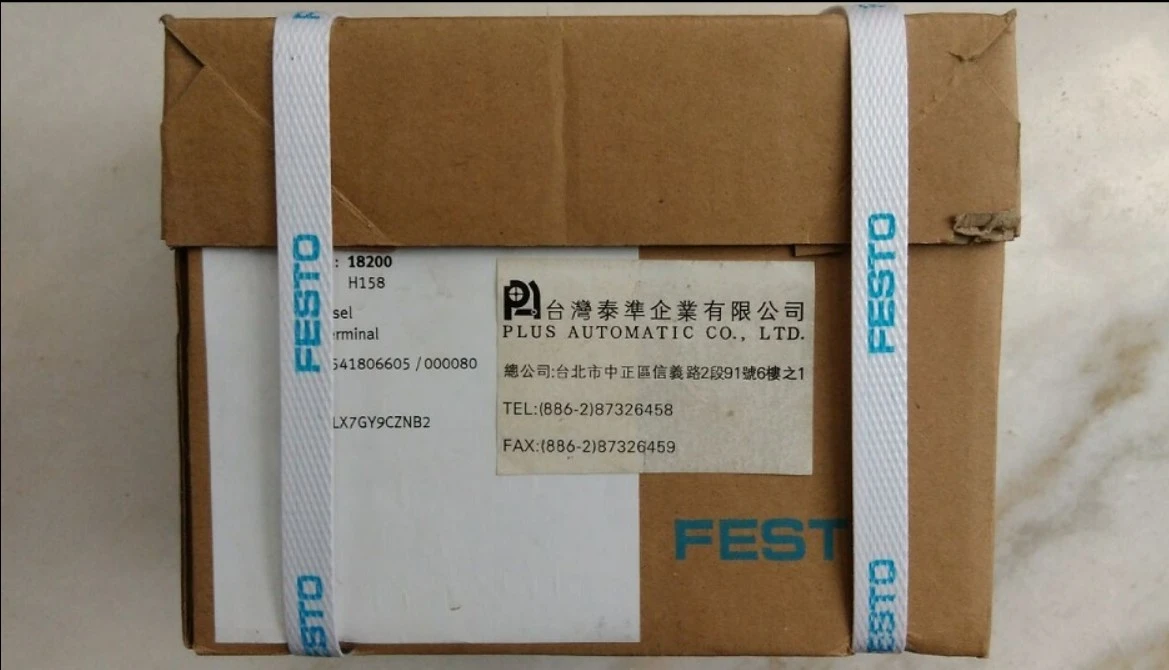 FESTO
: 18200
H158
sel
erminal
541806605 / 000080
LX7GY9CZNB2
台灣泰準企業有限公司
PLUS AUTOMATIC CO., LTD.
總公司:台北市中正區信義路2段91號6樓之1
TEL:(886-2)87326458
FAX:(886-2)87326459
FESTO
FEST
ESTO
ESTO